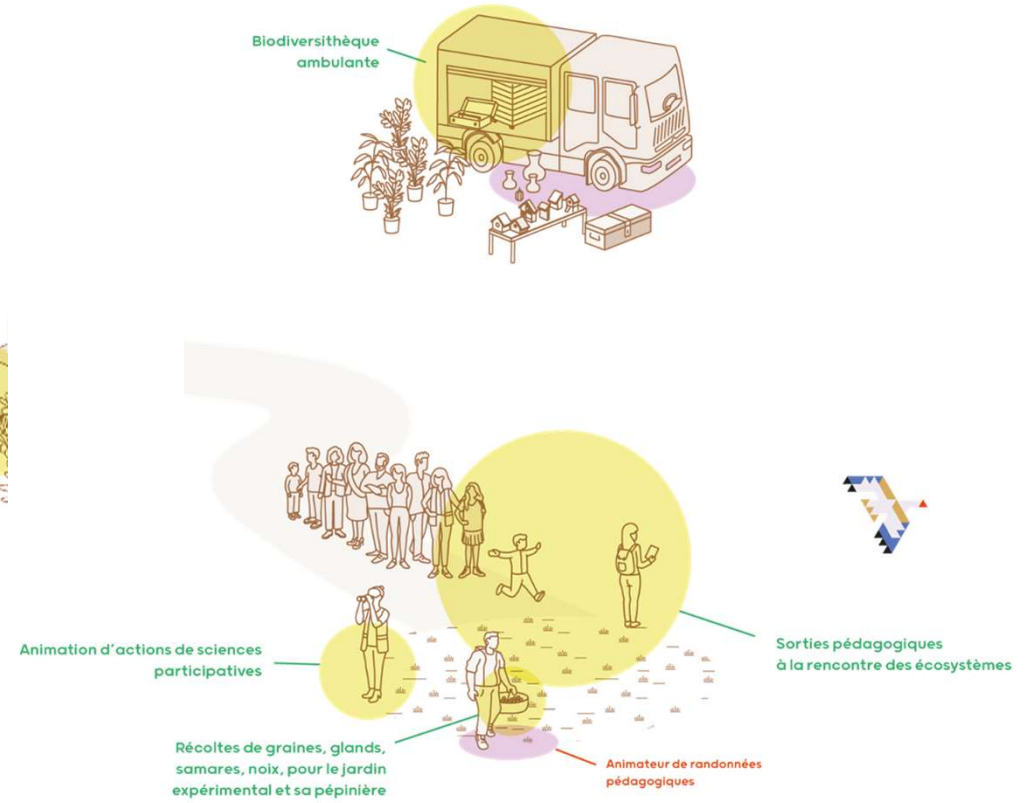 Biodiversithèque
ambulante
Animation d'actions de sciences
participatives
Sorties pédagogiques
à la rencontre des écosystèmes
Récoltes de graines, glands,
samares, noix, pour le jardin
expérimental et sa pépinière
Animateur de randonnées
pédagogiques